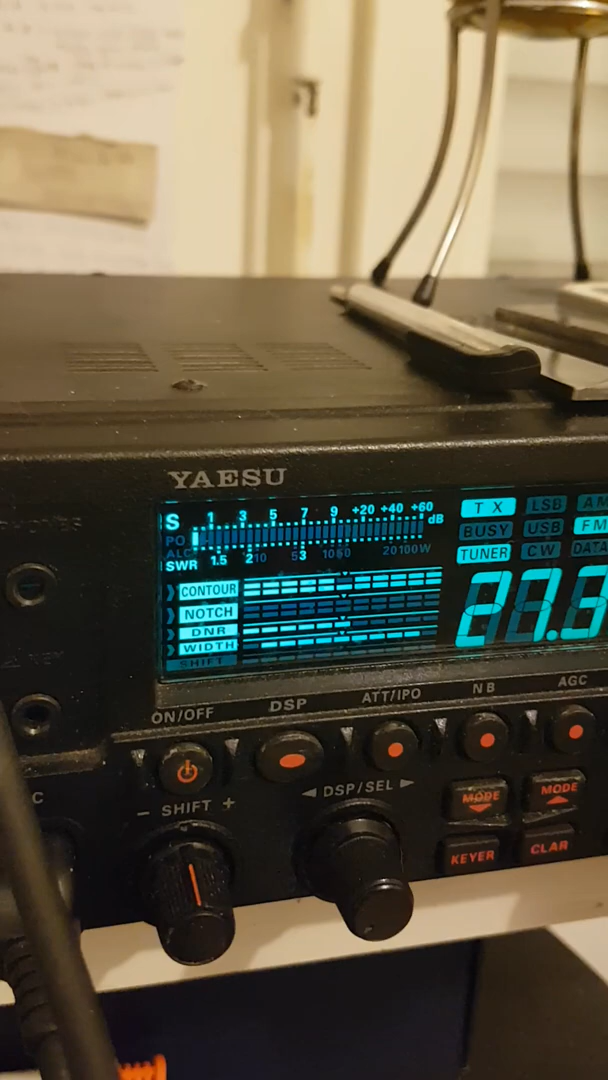 YAESU
S 1 3 5 7 9 +20 +40 +60 dB
PO
ALC
SWR 1.5 2 10 3 50 10 60 20 100W
TX LSB AM
BUSY USB FM
TUNER CW DATA
CONTOUR
NOTCH
DNR
WIDTH
SHIFT
27.3
ON/OFF DSP ATT/IPO NB AGC
- SHIFT + ◄ DSP/SEL ►
MODE MODE
KEYER CLAR
C